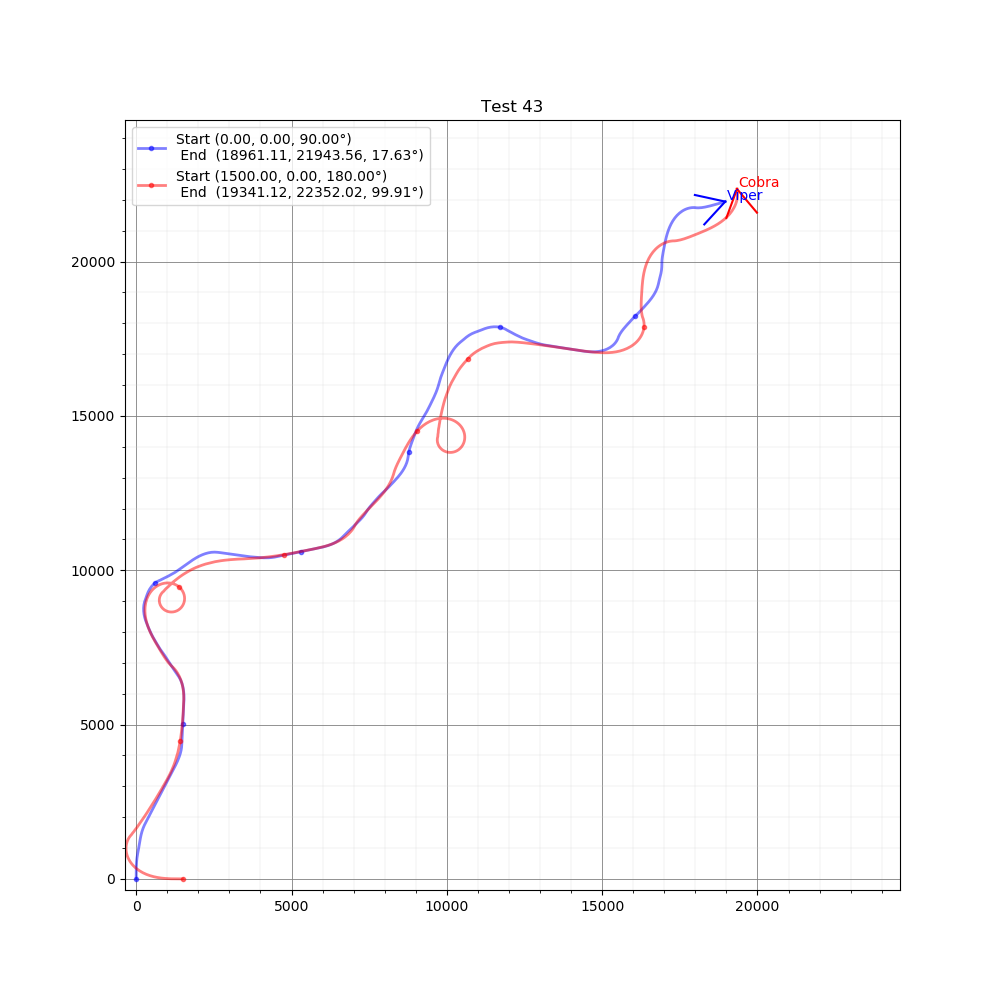 Test 43
Start (0.00, 0.00, 90.00°)
End (18961.11, 21943.56, 17.63°)
Start (1500.00, 0.00, 180.00°)
End (19341.12, 22352.02, 99.91°)
Cobra
Viper
20000
15000
10000
5000
0
0 5000 10000 15000 20000